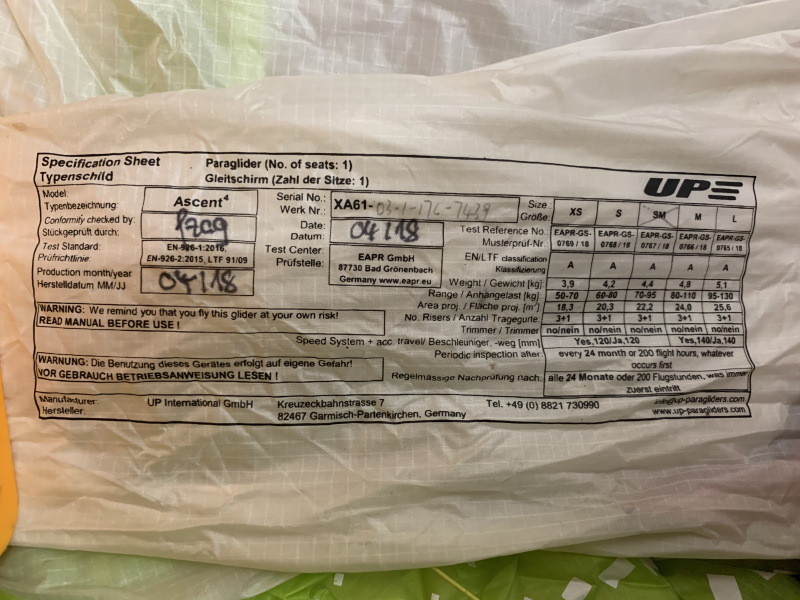 Specification Sheet Paraglider (No. of seats: 1)
Typenschild Gleitschirm (Zahl der Sitze: 1)
UP
Model: Ascent⁴
Typenbezeichnung:
Conformity checked by:
Stückgeprüft durch:
Test Standard: EN-926-1:2016,
Prüfrichtlinie: EN-926-2:2015, LTF 91/09
Production month/year 04/18
Herstelldatum MM/JJ
Serial No.: XA61-
Werk Nr.:
Date: 04/18
Datum:
Test Center: EAPR GmbH
Prüfstelle: 87730 Bad Grönenbach
Germany www.eapr.eu
Size XS S SM M L
Größe
Test Reference No. EAPR-GS- EAPR-GS- EAPR-GS- EAPR-GS- EAPR-GS-
Musterprüf-Nr. 0769 / 18 0768 / 18 0767 / 18 0766 / 18 0765 / 18
EN/LTF classification A A A A A
Klassifizierung
Weight / Gewicht [kg] 3,9 4,2 4,4 4,8 5,1
Range / Anhängelast [kg] 50-70 60-80 70-95 80-110 95-130
Area proj. / Fläche proj. [m²] 18,3 20,3 22,2 24,0 25,6
No. Risers / Anzahl Tragegurte 3+1 3+1 3+1 3+1 3+1
Trimmer / Trimmer no/nein no/nein no/nein no/nein no/nein
Speed System + acc. travel/ Beschleuniger. -weg [mm] Yes,120/Ja,120 Yes,140/Ja,140
Periodic inspection after: every 24 month or 200 flight hours, whatever
occurs first
Regelmässige Nachprüfung nach: alle 24 Monate oder 200 Flugstunden, was immer
zuerst eintrifft
WARNING: We remind you that you fly this glider at your own risk!
READ MANUAL BEFORE USE !
WARNUNG: Die Benutzung dieses Gerätes erfolgt auf eigene Gefahr!
VOR GEBRAUCH BETRIEBSANWEISUNG LESEN !
Manufacturer: UP International GmbH Kreuzeckbahnstrasse 7 Tel. +49 (0) 8821 730990 info@up-paragliders.com
Hersteller: 82467 Garmisch-Partenkirchen, Germany www.up-paragliders.com